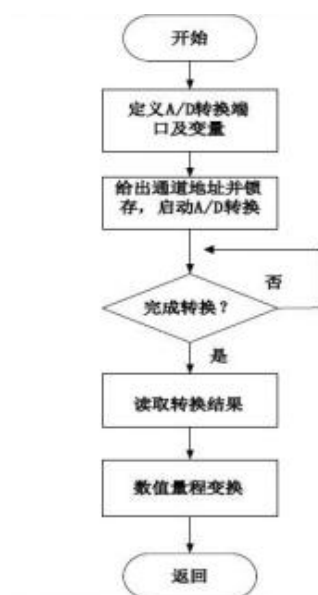 开始
定义A/D转换端
口及变量
给出通道地址并锁
存，启动A/D转换
否
完成转换？
是
读取转换结果
数值量程变换
返回